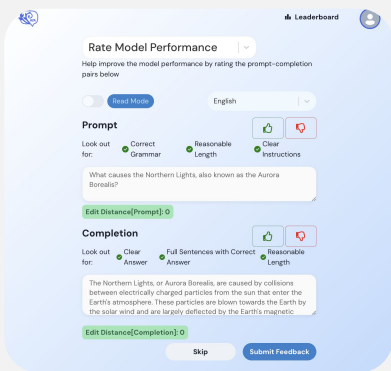 Leaderboard
Rate Model Performance
Help improve the model performance by rating the prompt-completion
pairs below
Read Mode
English
Prompt
Look out for:
Correct Grammar
Reasonable Length
Clear Instructions
What causes the Northern Lights, also known as the Aurora
Borealis?
Edit Distance[Prompt]: 0
Completion
Look out for:
Clear Answer
Full Sentences with Correct Answer
Reasonable Length
The Northern Lights, or Aurora Borealis, are caused by collisions
between electrically charged particles from the sun that enter the
Earth's atmosphere. These particles are blown towards the Earth by
the solar wind and are largely deflected by the Earth's magnetic
Edit Distance[Completion]: 0
Skip
Submit Feedback